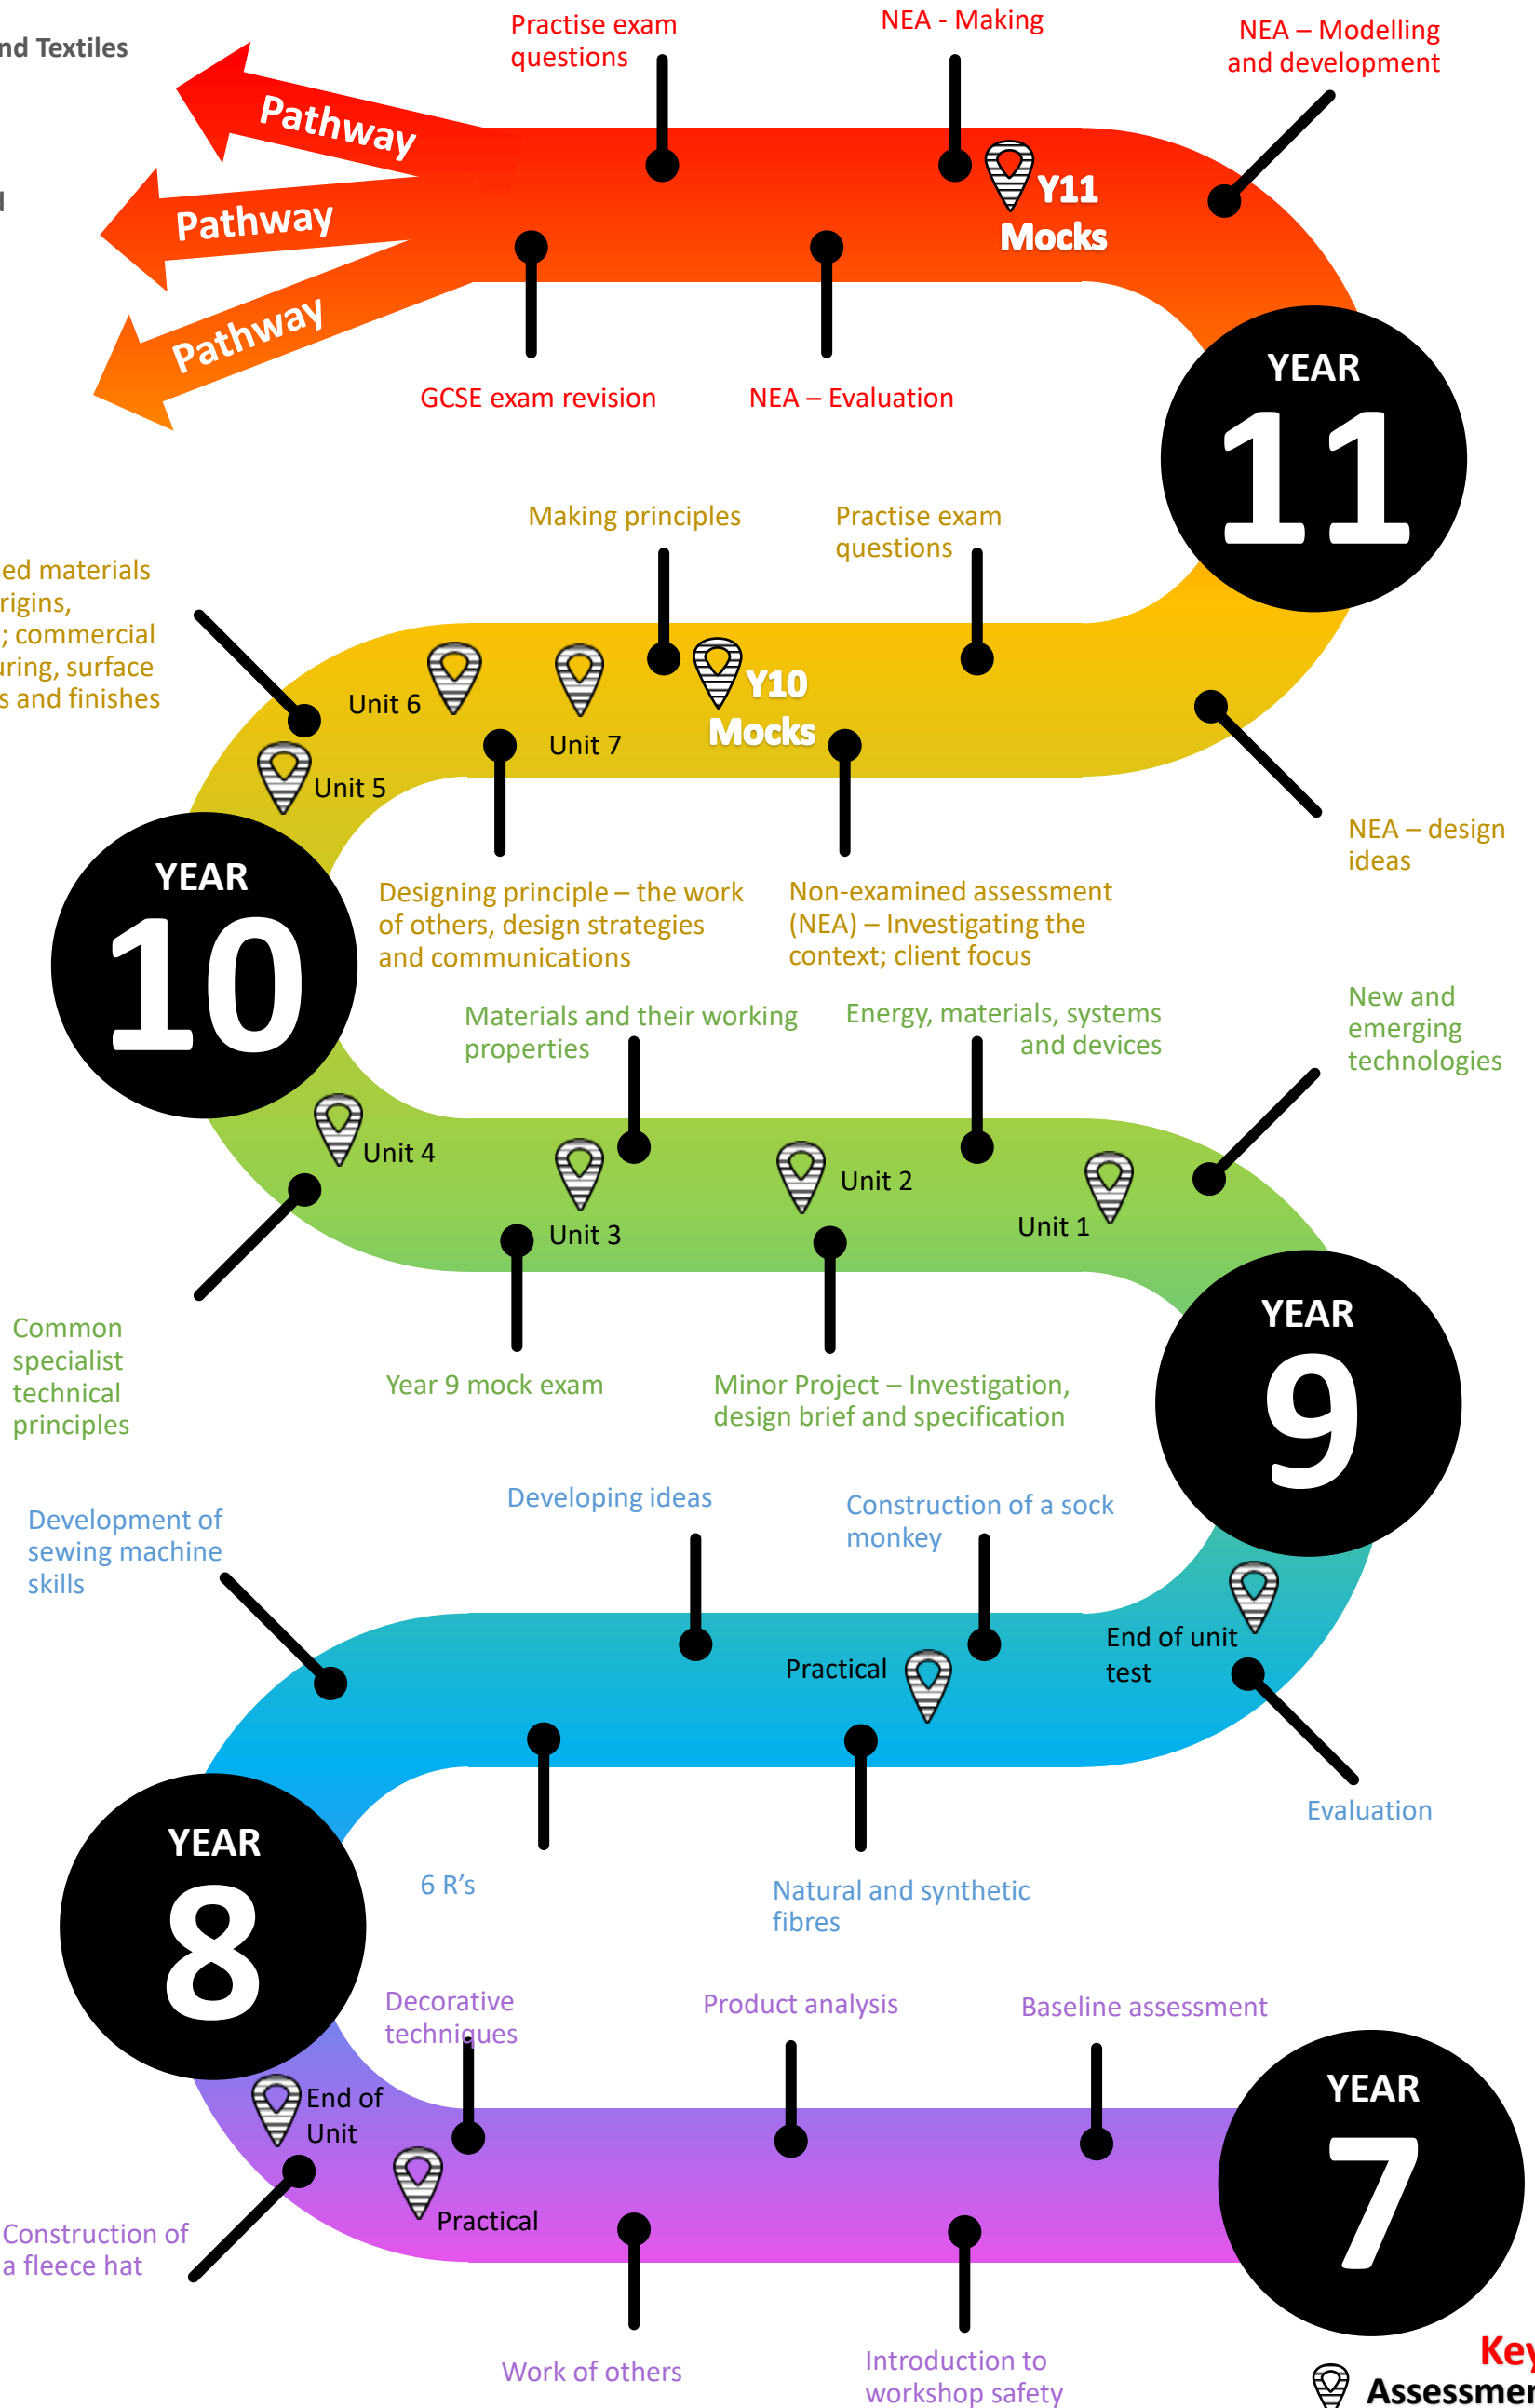 nd Textiles
Practise exam
questions
NEA - Making
NEA – Modelling
and development
Pathway
Pathway
Pathway
Y11
Mocks
GCSE exam revision
NEA – Evaluation
YEAR
11
Making principles
Practise exam
questions
ed materials
rigins,
; commercial
uring, surface
s and finishes
Unit 6
Unit 7
Y10
Mocks
Unit 5
NEA – design
ideas
YEAR
10
Designing principle – the work
of others, design strategies
and communications
Non-examined assessment
(NEA) – Investigating the
context; client focus
Materials and their working
properties
Energy, materials, systems
and devices
New and
emerging
technologies
Unit 4
Unit 3
Unit 2
Unit 1
Common
specialist
technical
principles
Year 9 mock exam
Minor Project – Investigation,
design brief and specification
YEAR
9
Development of
sewing machine
skills
Developing ideas
Construction of a sock
monkey
Practical
End of unit
test
Evaluation
YEAR
8
6 R’s
Natural and synthetic
fibres
Decorative
techniques
Product analysis
Baseline assessment
End of
Unit
Practical
YEAR
7
Construction of
a fleece hat
Work of others
Introduction to
workshop safety
Key
Assessmen